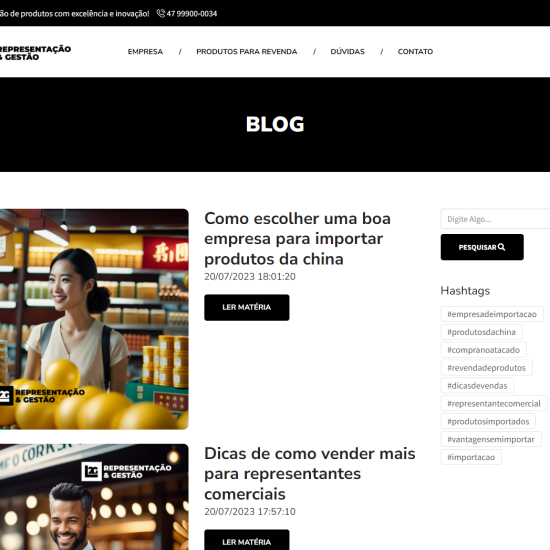 ão de produtos com excelência e inovação! 47 99900-0034
REPRESENTAÇÃO
& GESTÃO
EMPRESA / PRODUTOS PARA REVENDA / DÚVIDAS / CONTATO
BLOG
Como escolher uma boa
empresa para importar
produtos da china
20/07/2023 18:01:20
LER MATÉRIA
REPRESENTAÇÃO
& GESTÃO
Digite Algo...
PESQUISAR
Hashtags
#empresadeimportacao
#produtosdachina
#compranoatacado
#revendadeprodutos
#dicasdevendas
#representantecomercial
#produtosimportados
#vantagensemimportar
#importacao
REPRESENTAÇÃO
& GESTÃO
Dicas de como vender mais
para representantes
comerciais
20/07/2023 17:57:10
LER MATÉRIA